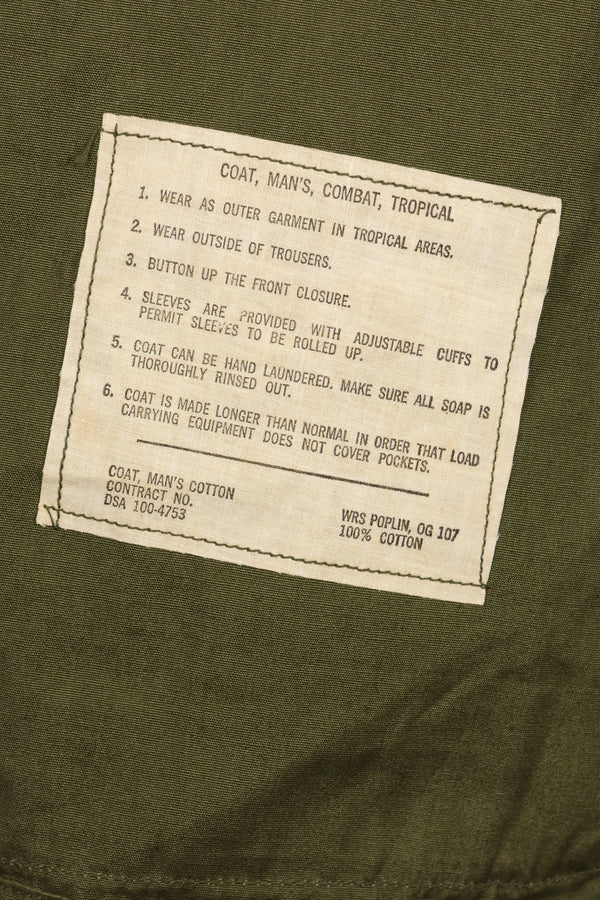 COAT, MAN'S, COMBAT, TROPICAL
1. WEAR AS OUTER GARMENT IN TROPICAL AREAS.
2. WEAR OUTSIDE OF TROUSERS.
3. BUTTON UP THE FRONT CLOSURE.
4. SLEEVES ARE PROVIDED WITH ADJUSTABLE CUFFS TO
PERMIT SLEEVES TO BE ROLLED UP.
5. COAT CAN BE HAND LAUNDERED. MAKE SURE ALL SOAP IS
THOROUGHLY RINSED OUT.
6. COAT IS MADE LONGER THAN NORMAL IN ORDER THAT LOAD
CARRYING EQUIPMENT DOES NOT COVER POCKETS.
COAT, MAN'S COTTON
CONTRACT NO.
DSA 100-4753
WRS POPLIN, OG 107
100% COTTON